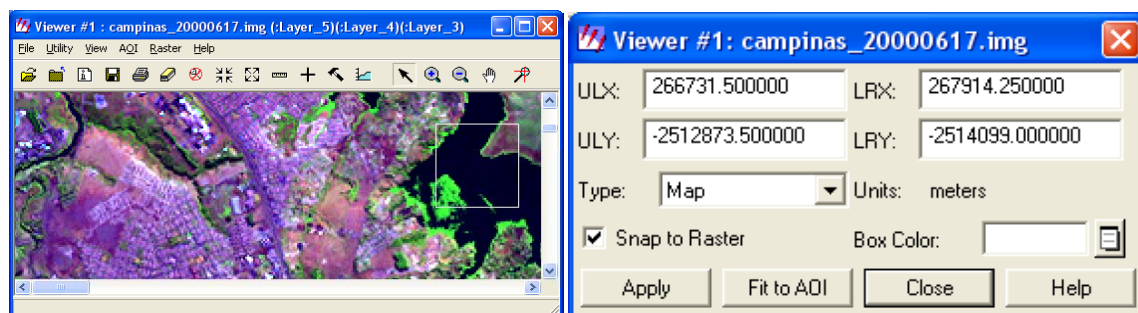 Viewer #1 : campinas_20000617.img (:Layer_5)(:Layer_4)(:Layer_3)
File Utility View AOI Raster Help
Viewer #1: campinas_20000617.img
ULX: 266731.500000 LRX: 267914.250000
ULY: -2512873.500000 LRY: -2514099.000000
Type: Map Units: meters
Snap to Raster Box Color:
Apply Fit to AOI Close Help